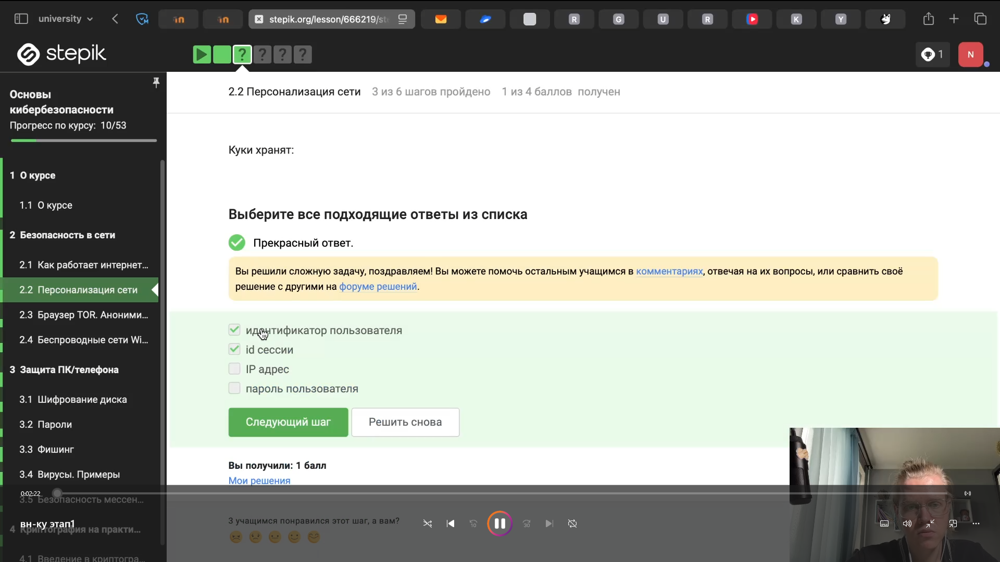 university
stepik.org/lesson/666219/st
R
G
U
R
K
Y
stepik
?
?
?
?
1
N
Основы
кибербезопасности
Прогресс по курсу: 10/53
1 О курсе
1.1 О курсе
2 Безопасность в сети
2.1 Как работает интернет...
2.2 Персонализация сети
2.3 Браузер TOR. Аноними...
2.4 Беспроводные сети Wi...
3 Защита ПК/телефона
3.1 Шифрование диска
3.2 Пароли
3.3 Фишинг
3.4 Вирусы. Примеры
3.5 Безопасность мессен...
4 Криптография на практи...
4.1 Введение в криптогра...
2.2 Персонализация сети 3 из 6 шагов пройдено 1 из 4 баллов получен
Куки хранят:
Выберите все подходящие ответы из списка
Прекрасный ответ.
Вы решили сложную задачу, поздравляем! Вы можете помочь остальным учащимся в комментариях, отвечая на их вопросы, или сравнить своё
решение с другими на форуме решений.
идентификатор пользователя
id сессии
IP адрес
пароль пользователя
Следующий шаг
Решить снова
Вы получили: 1 балл
Мои решения
3 учащимся понравился этот шаг, а вам?
0:02:22
вн-ку этап1
10
30